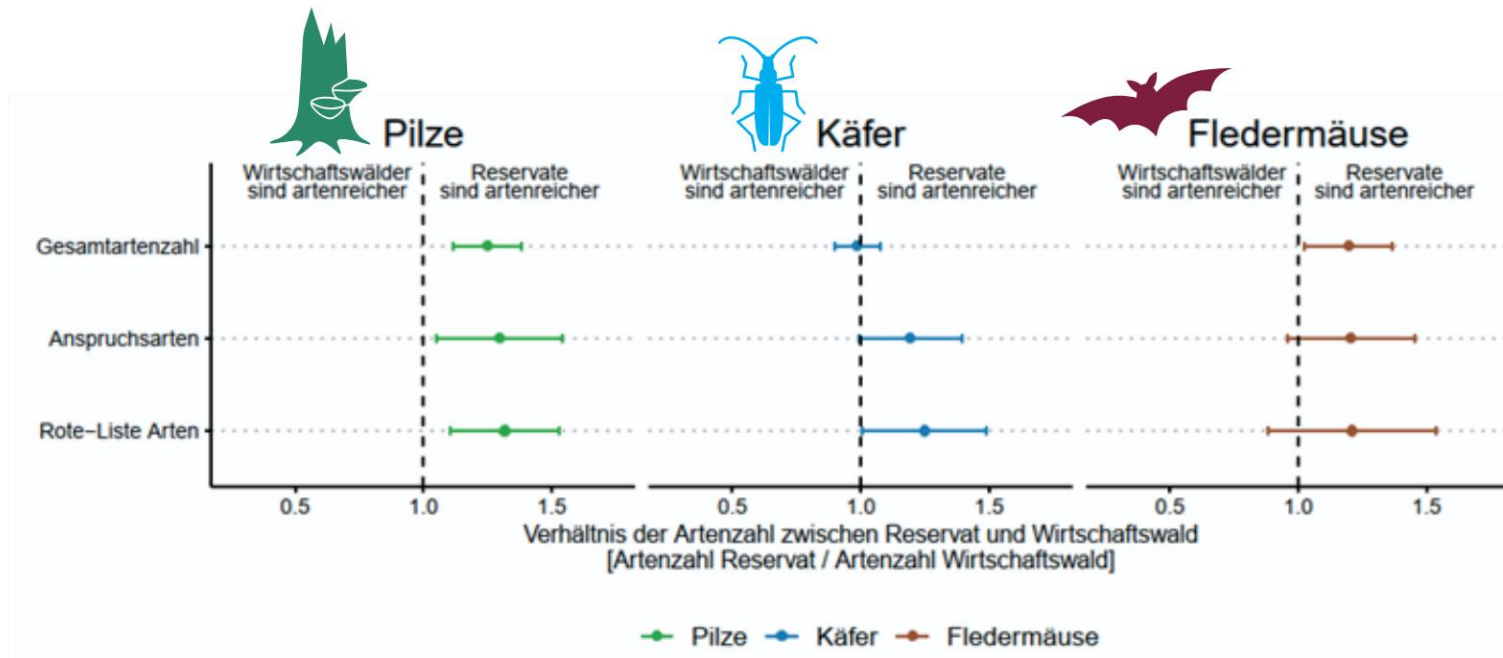 Pilze
Käfer
Fledermäuse
Wirtschaftswälder
sind artenreicher
Reservate
sind artenreicher
Wirtschaftswälder
sind artenreicher
Reservate
sind artenreicher
Wirtschaftswälder
sind artenreicher
Reservate
sind artenreicher
Gesamtartenzahl
Anspruchsarten
Rote−Liste Arten
0.5 1.0 1.5
0.5 1.0 1.5
0.5 1.0 1.5
Verhältnis der Artenzahl zwischen Reservat und Wirtschaftswald
[Artenzahl Reservat / Artenzahl Wirtschaftswald]
Pilze Käfer Fledermäuse